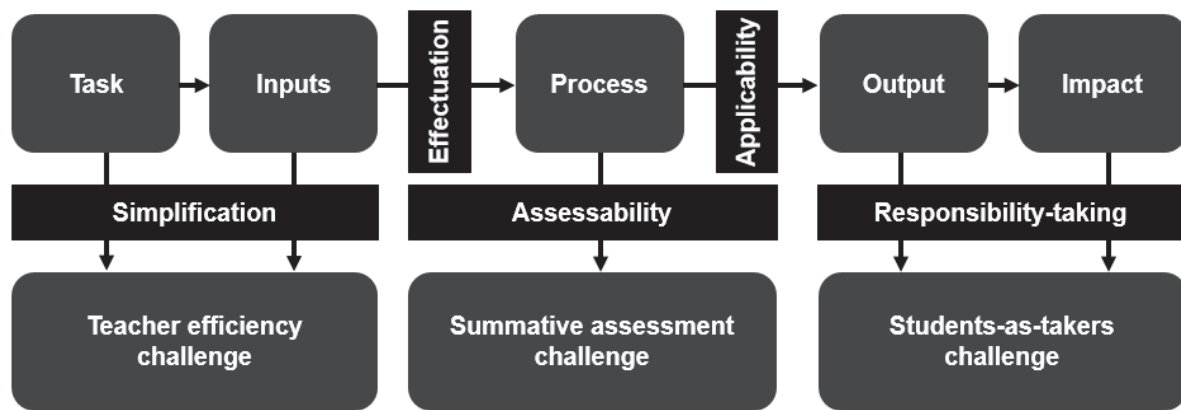 Task
Inputs
Effectuation
Process
Applicability
Output
Impact
Simplification
Assessability
Responsibility-taking
Teacher efficiency
challenge
Summative assessment
challenge
Students-as-takers
challenge